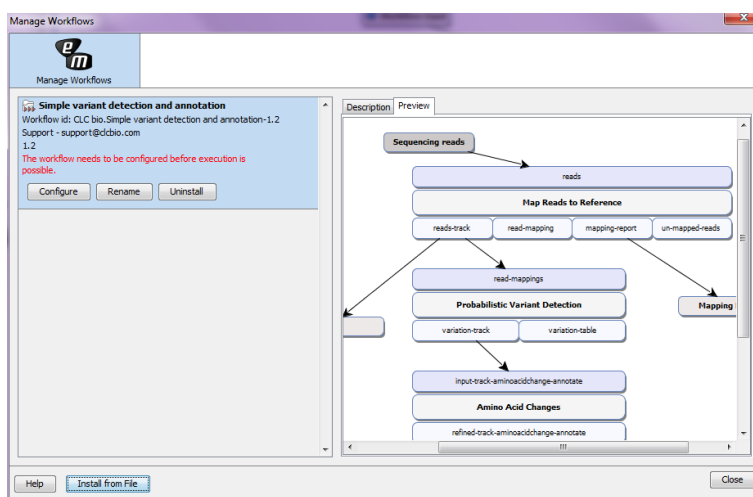 Manage Workflows
em
Manage Workflows
Simple variant detection and annotation
Workflow id: CLC bio.Simple variant detection and annotation-1.2
Support - support@clcbio.com
1.2
The workflow needs to be configured before execution is
possible.
Configure Rename Uninstall
Description Preview
Sequencing reads
reads
Map Reads to Reference
reads-track read-mapping mapping-report un-mapped-reads
read-mappings
Probabilistic Variant Detection
Mapping
variation-track variation-table
input-track-aminoacidchange-annotate
Amino Acid Changes
refined-track-aminoacidchange-annotate
Help Install from File
Close